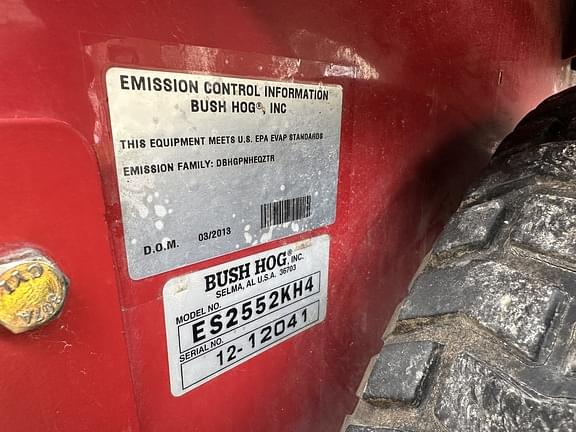 EMISSION CONTROL INFORMATION
BUSH HOG®, INC
THIS EQUIPMENT MEETS U.S. EPA EVAP STANDARDS
EMISSION FAMILY: DBHGPNHEQZTR
D.O.M. 03/2013
BUSH HOG®, INC.
SELMA, AL U.S.A. 36703
MODEL NO.
ES2552KH4
SERIAL NO.
12-12041